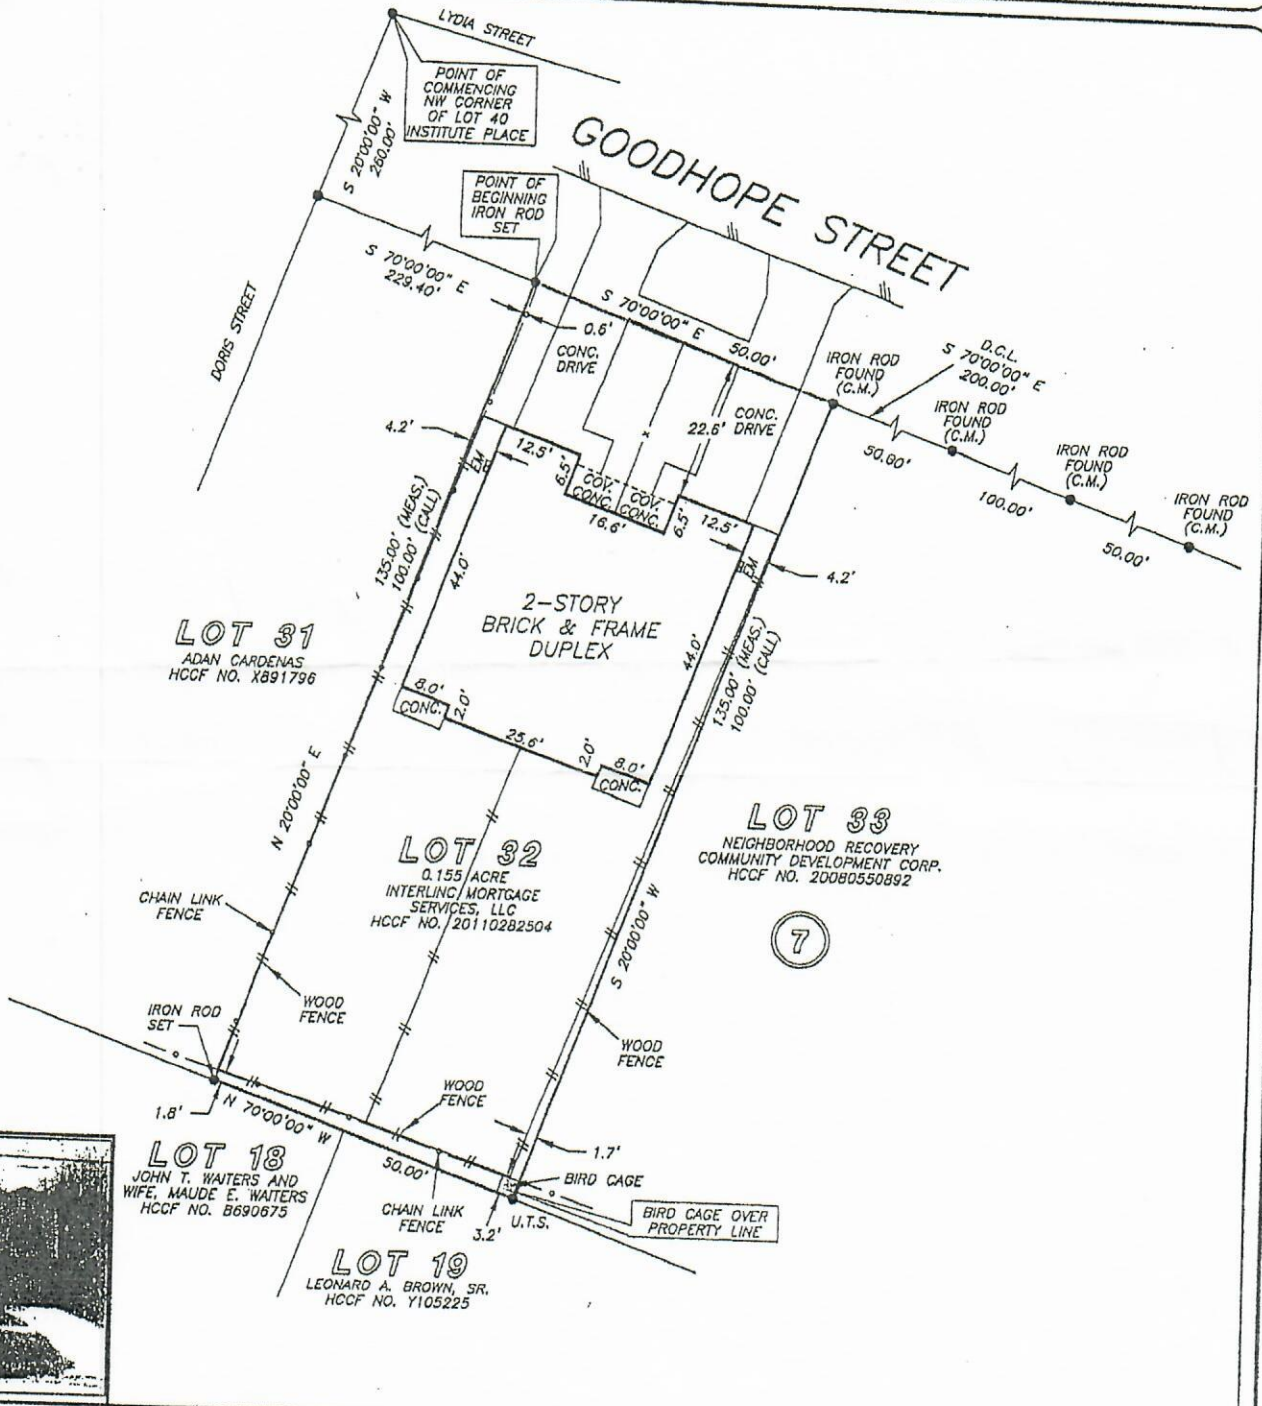 LYDIA STREET
POINT OF
COMMENCING
NW CORNER
OF LOT 40
INSTITUTE PLACE
S 20°00'00" W
260.00'
GOODHOPE STREET
POINT OF
BEGINNING
IRON ROD
SET
S 70°00'00" E
229.40'
DORIS STREET
0.6'
CONC.
DRIVE
S 70°00'00" E
50.00'
IRON ROD
FOUND
(C.M.)
D.C.L.
S 70°00'00" E
200.00'
IRON ROD
FOUND
(C.M.)
IRON ROD
FOUND
(C.M.)
IRON ROD
FOUND
(C.M.)
50.00'
100.00'
50.00'
4.2'
EM
12.5'
6.5'
COV.
CONC.
COV.
CONC.
16.6'
22.6'
CONC.
DRIVE
6.5'
12.5'
EM
4.2'
135.00' (MEAS.)
100.00' (CALL)
44.0'
2-STORY
BRICK & FRAME
DUPLEX
44.0'
135.00' (MEAS.)
100.00' (CALL)
LOT 31
ADAN CARDENAS
HCCF NO. X891796
8.0'
CONC.
2.0'
25.6'
2.0'
8.0'
CONC.
N 20°00'00" E
LOT 32
0.155 ACRE
INTERLINC MORTGAGE
SERVICES, LLC
HCCF NO. 20110282504
LOT 33
NEIGHBORHOOD RECOVERY
COMMUNITY DEVELOPMENT CORP.
HCCF NO. 20080550892
7
S 20°00'00" W
CHAIN LINK
FENCE
WOOD
FENCE
IRON ROD
SET
WOOD
FENCE
WOOD
FENCE
1.8'
N 70°00'00" W
50.00'
LOT 18
JOHN T. WAITERS AND
WIFE, MAUDE E. WAITERS
HCCF NO. B690675
CHAIN LINK
FENCE
1.7'
BIRD CAGE
3.2'
U.T.S.
BIRD CAGE OVER
PROPERTY LINE
LOT 19
LEONARD A. BROWN, SR.
HCCF NO. Y105225